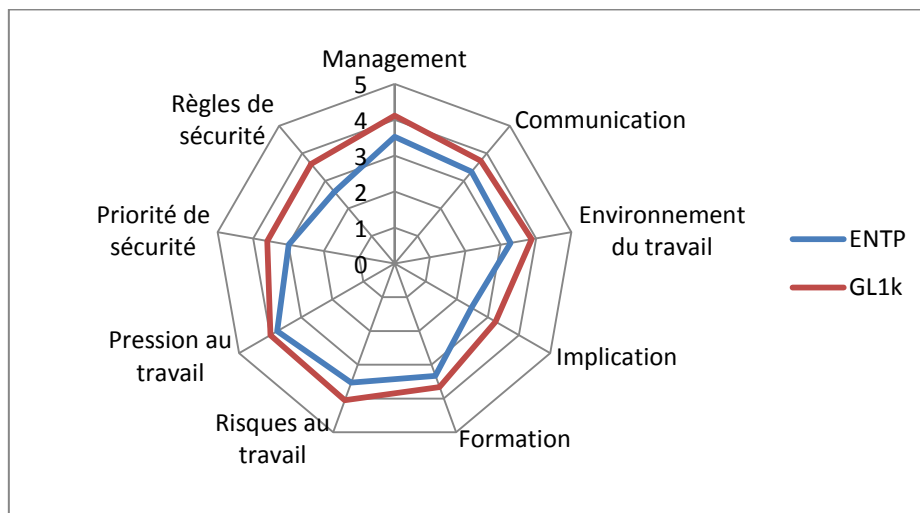 Management
5
4
3
2
1
0
Communication
Environnement
du travail
Implication
Formation
Risques au
travail
Pression au
travail
Priorité de
sécurité
Règles de
sécurité
ENTP
GL1k